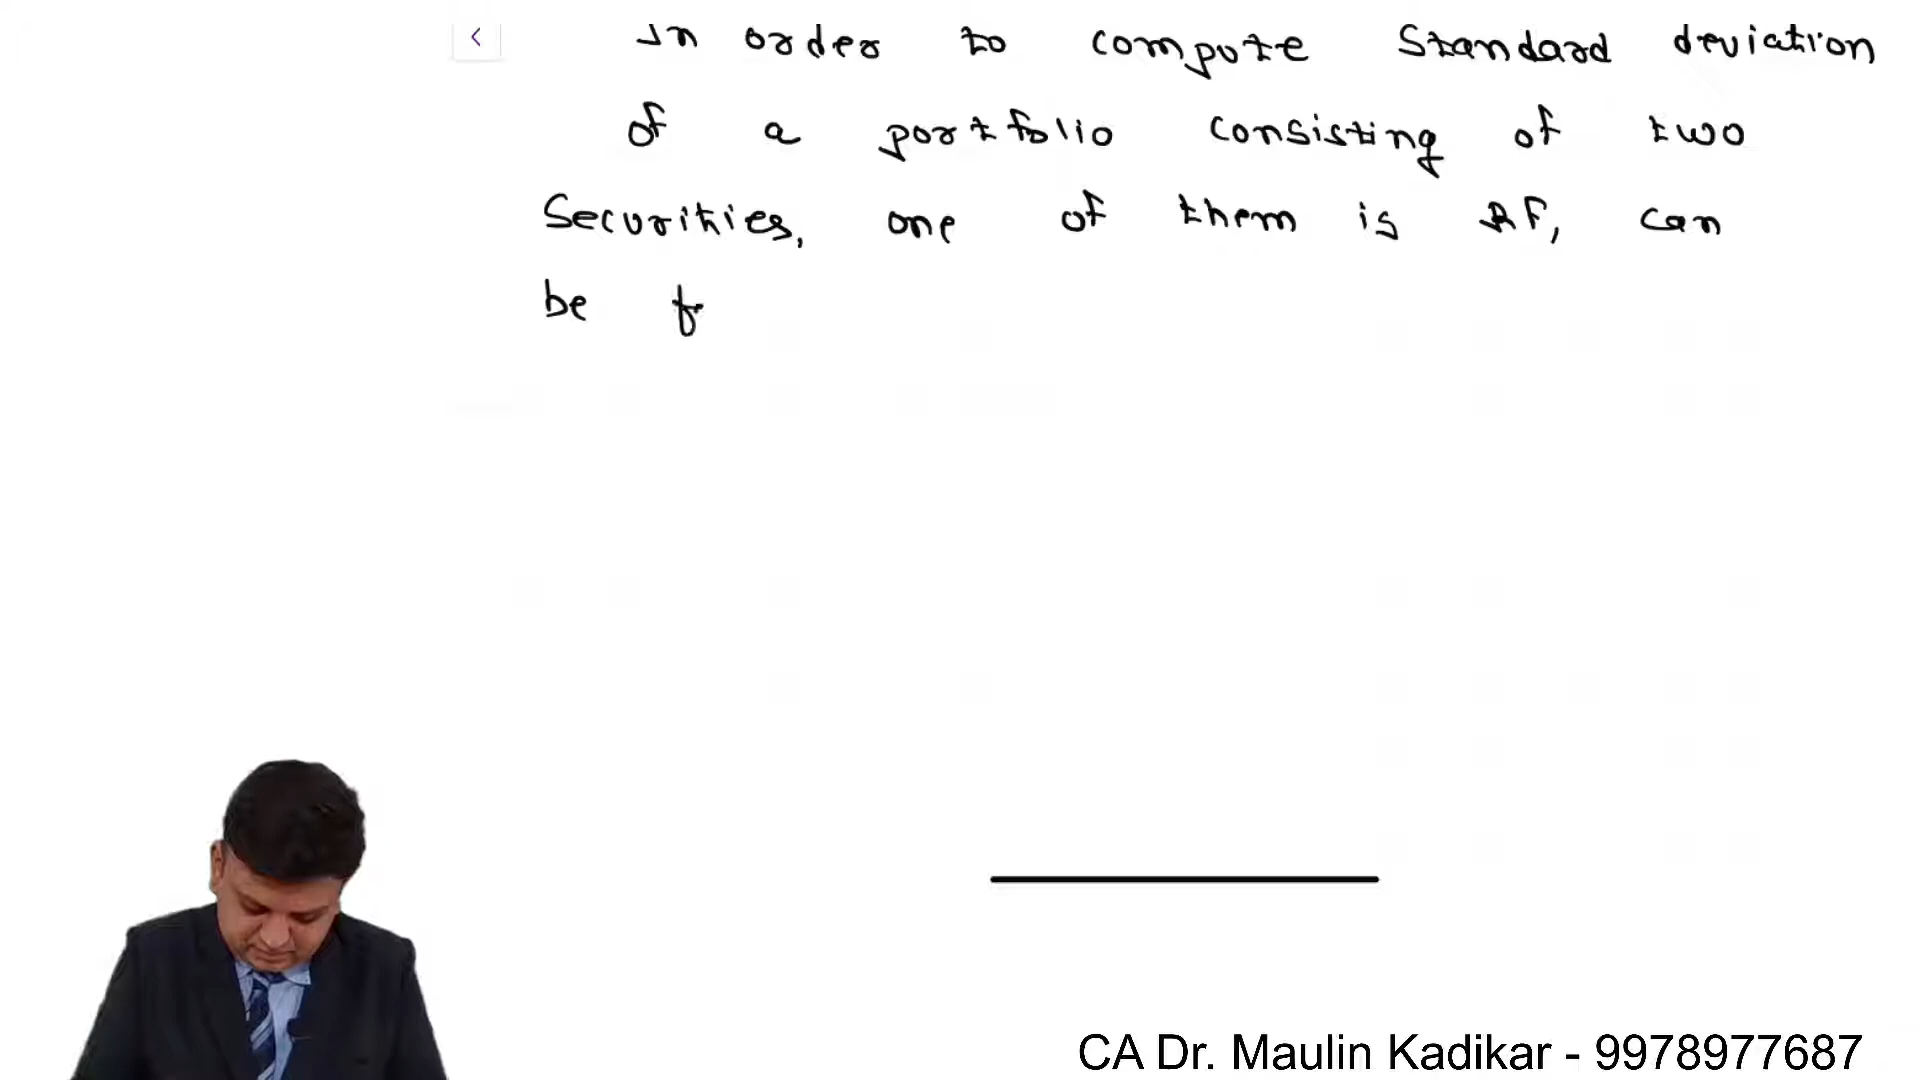 In order to compute standard deviation
of a portfolio consisting of two
securities, one of them is RF, can
be f
CA Dr. Maulin Kadikar - 9978977687